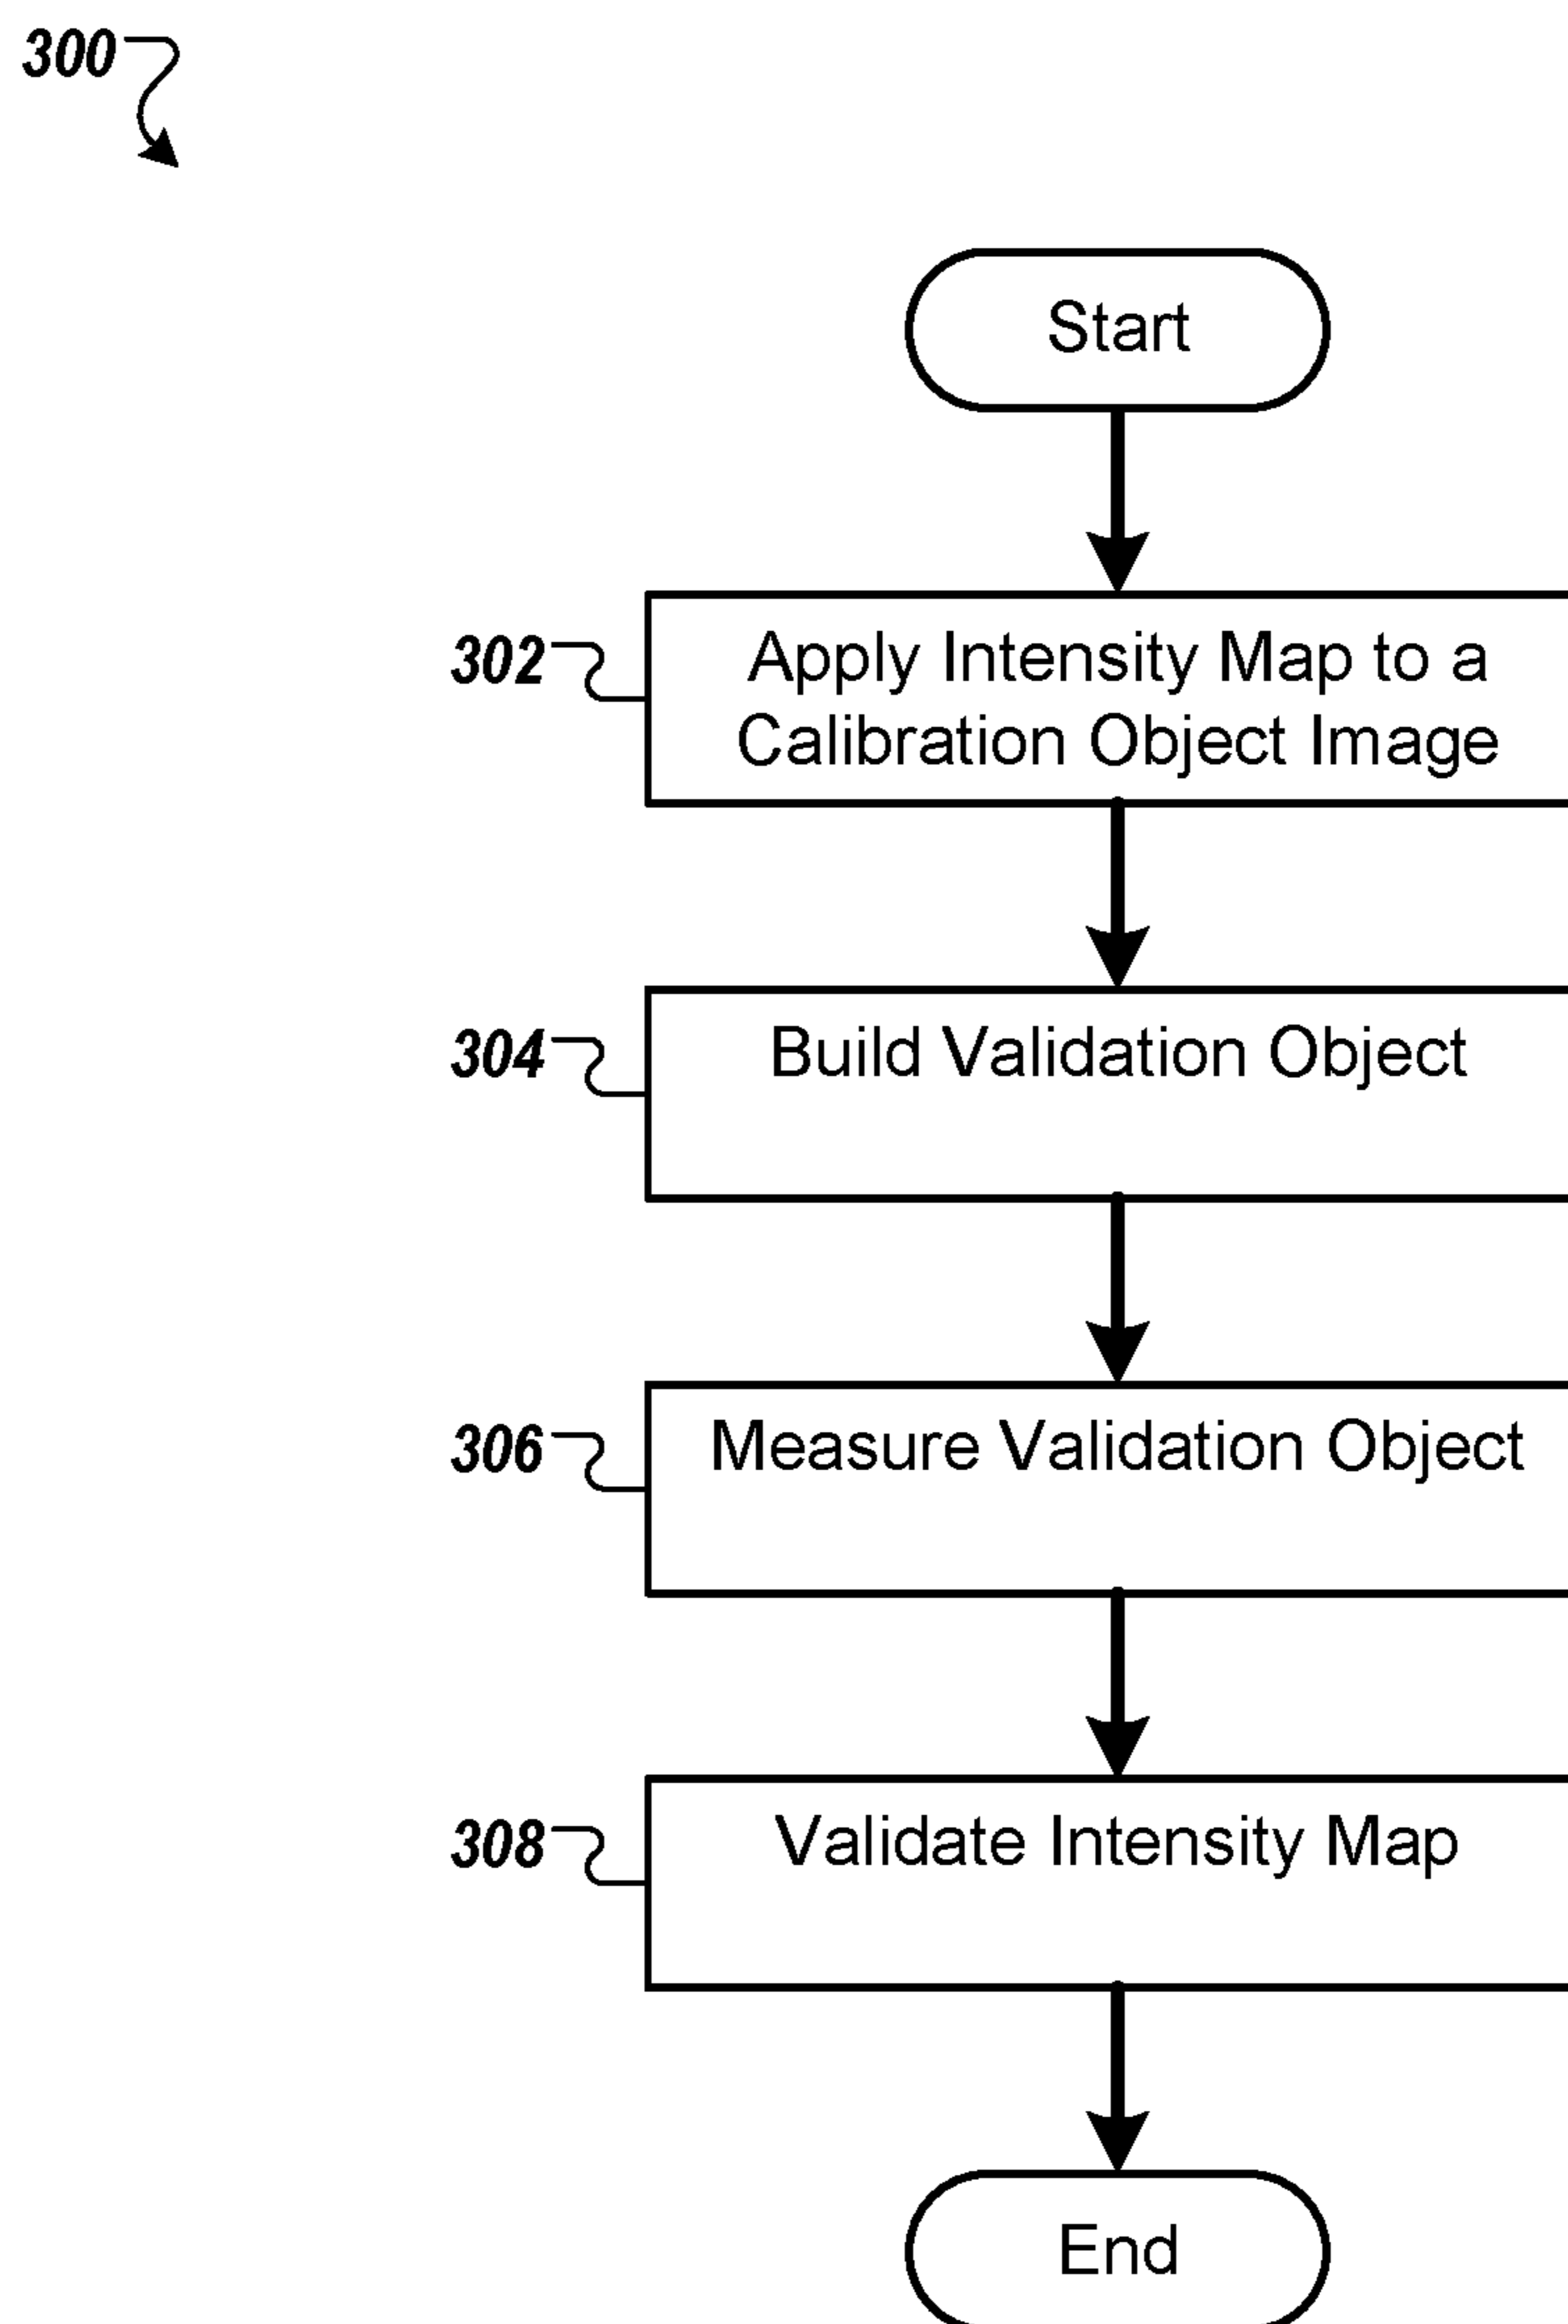 300
Start
302
Apply Intensity Map to a
Calibration Object Image
304
Build Validation Object
306
Measure Validation Object
308
Validate Intensity Map
End